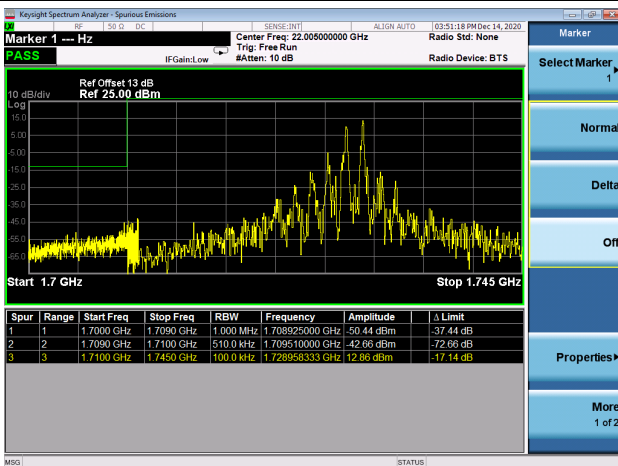 Keysight Spectrum Analyzer - Spurious Emissions
RF 50 Ω DC SENSE:INT ALIGN AUTO 03:51:18 PM Dec 14, 2020
Marker 1 --- Hz
Center Freq: 22.005000000 GHz
Radio Std: None
Trig: Free Run
PASS
IFGain:Low
#Atten: 10 dB
Radio Device: BTS
Ref Offset 13 dB
10 dB/div Ref 25.00 dBm
Log
15.0
5.00
-5.00
-15.0
-25.0
-35.0
-45.0
-55.0
-65.0
Start 1.7 GHz
Stop 1.745 GHz
Spur Range Start Freq Stop Freq RBW Frequency Amplitude Δ Limit
1 1 1.7000 GHz 1.7090 GHz 1.000 MHz 1.708925000 GHz -50.44 dBm -37.44 dB
2 2 1.7090 GHz 1.7100 GHz 510.0 kHz 1.709510000 GHz -42.66 dBm -72.66 dB
3 3 1.7100 GHz 1.7450 GHz 100.0 kHz 1.728958333 GHz 12.86 dBm -17.14 dB
MSG
STATUS
Marker
Select Marker
1
Normal
Delta
Off
Properties
More
1 of 2